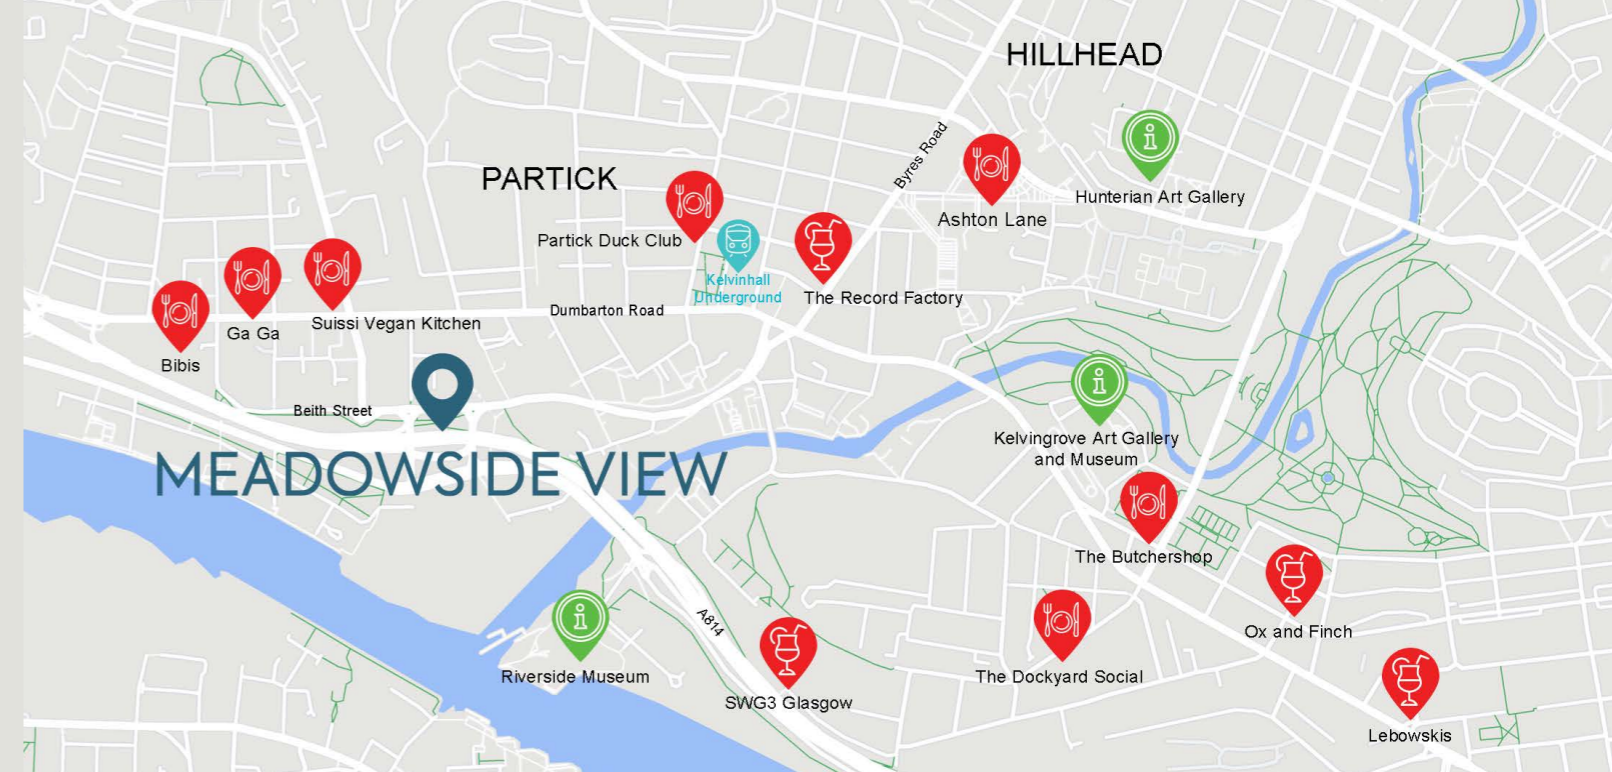 HILLHEAD
Byres Road
PARTICK
Hunterian Art Gallery
Ashton Lane
Partick Duck Club
Kelvinhall
Underground
The Record Factory
Dumbarton Road
Suissi Vegan Kitchen
Ga Ga
Bibis
Beith Street
MEADOWSIDE VIEW
Kelvingrove Art Gallery
and Museum
The Butchershop
A814
Ox and Finch
Riverside Museum
The Dockyard Social
SWG3 Glasgow
Lebowskis